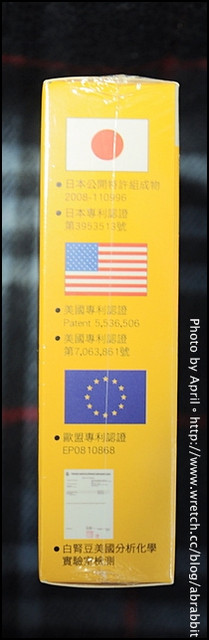 ●日本公開特許組成物
2008-110996
●日本專利認證
第3953513號
●美國專利認證
Patent 5,536,506
●美國專利認證
第7,063,861號
●歐盟專利認證
EP0810868
●白腎豆美國分析化學
實驗室檢測
Photo by April。http://www.wretch.cc/blog/abrabbit